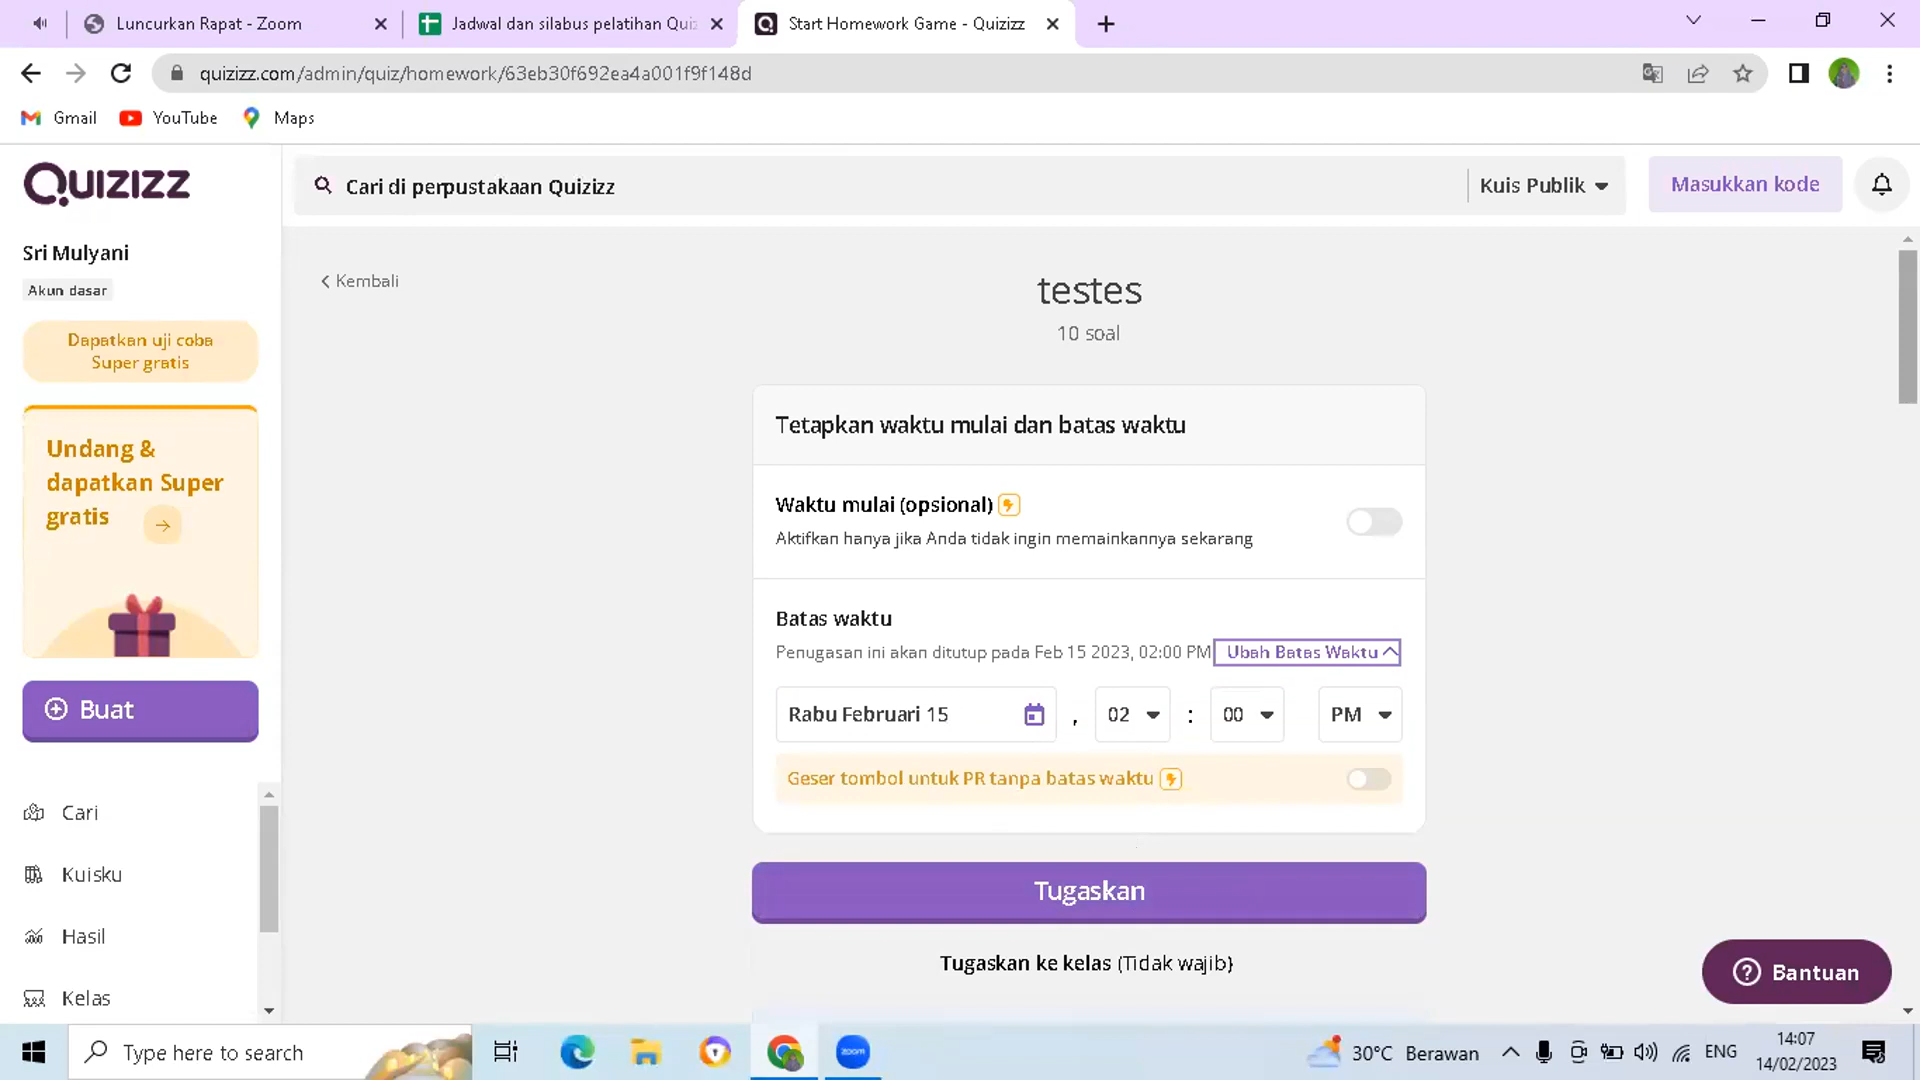 Luncurkan Rapat - Zoom
Jadwal dan silabus pelatihan Qui
Start Homework Game - Quizizz
quizizz.com/admin/quiz/homework/63eb30f692ea4a001f9f148d
Gmail
YouTube
Maps
QUIZIZZ
Cari di perpustakaan Quizizz
Kuis Publik
Masukkan kode
Sri Mulyani
Akun dasar
Dapatkan uji coba
Super gratis
Undang &
dapatkan Super
gratis
Buat
Cari
Kuisku
Hasil
Kelas
Kembali
testes
10 soal
Tetapkan waktu mulai dan batas waktu
Waktu mulai (opsional)
Aktifkan hanya jika Anda tidak ingin memainkannya sekarang
Batas waktu
Penugasan ini akan ditutup pada Feb 15 2023, 02:00 PM
Ubah Batas Waktu
Rabu Februari 15 , 02 : 00 PM
Geser tombol untuk PR tanpa batas waktu
Tugaskan
Tugaskan ke kelas (Tidak wajib)
Bantuan
Type here to search
zoom
30°C Berawan
ENG
14:07
14/02/2023